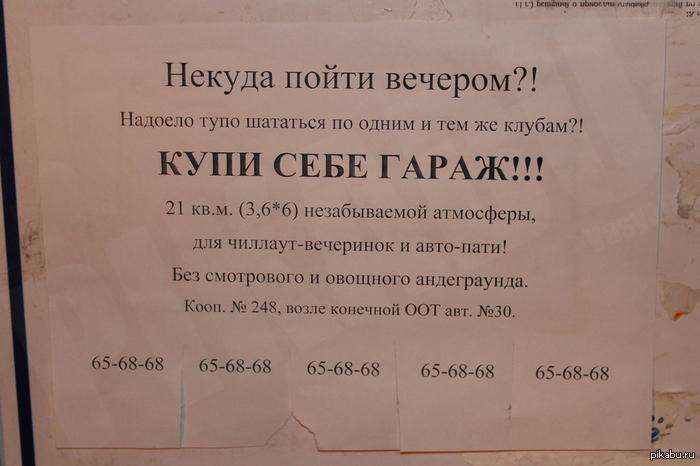 Некуда пойти вечером?!
Надоело тупо шататься по одним и тем же клубам?!
КУПИ СЕБЕ ГАРАЖ!!!
21 кв.м. (3,6*6) незабываемой атмосферы,
для чиллаут-вечеринок и авто-пати!
Без смотрового и овощного андеграунда.
Кооп. № 248, возле конечной ООТ авт. №30.
65-68-68 65-68-68 65-68-68 65-68-68 65-68-68
pikabu.ru